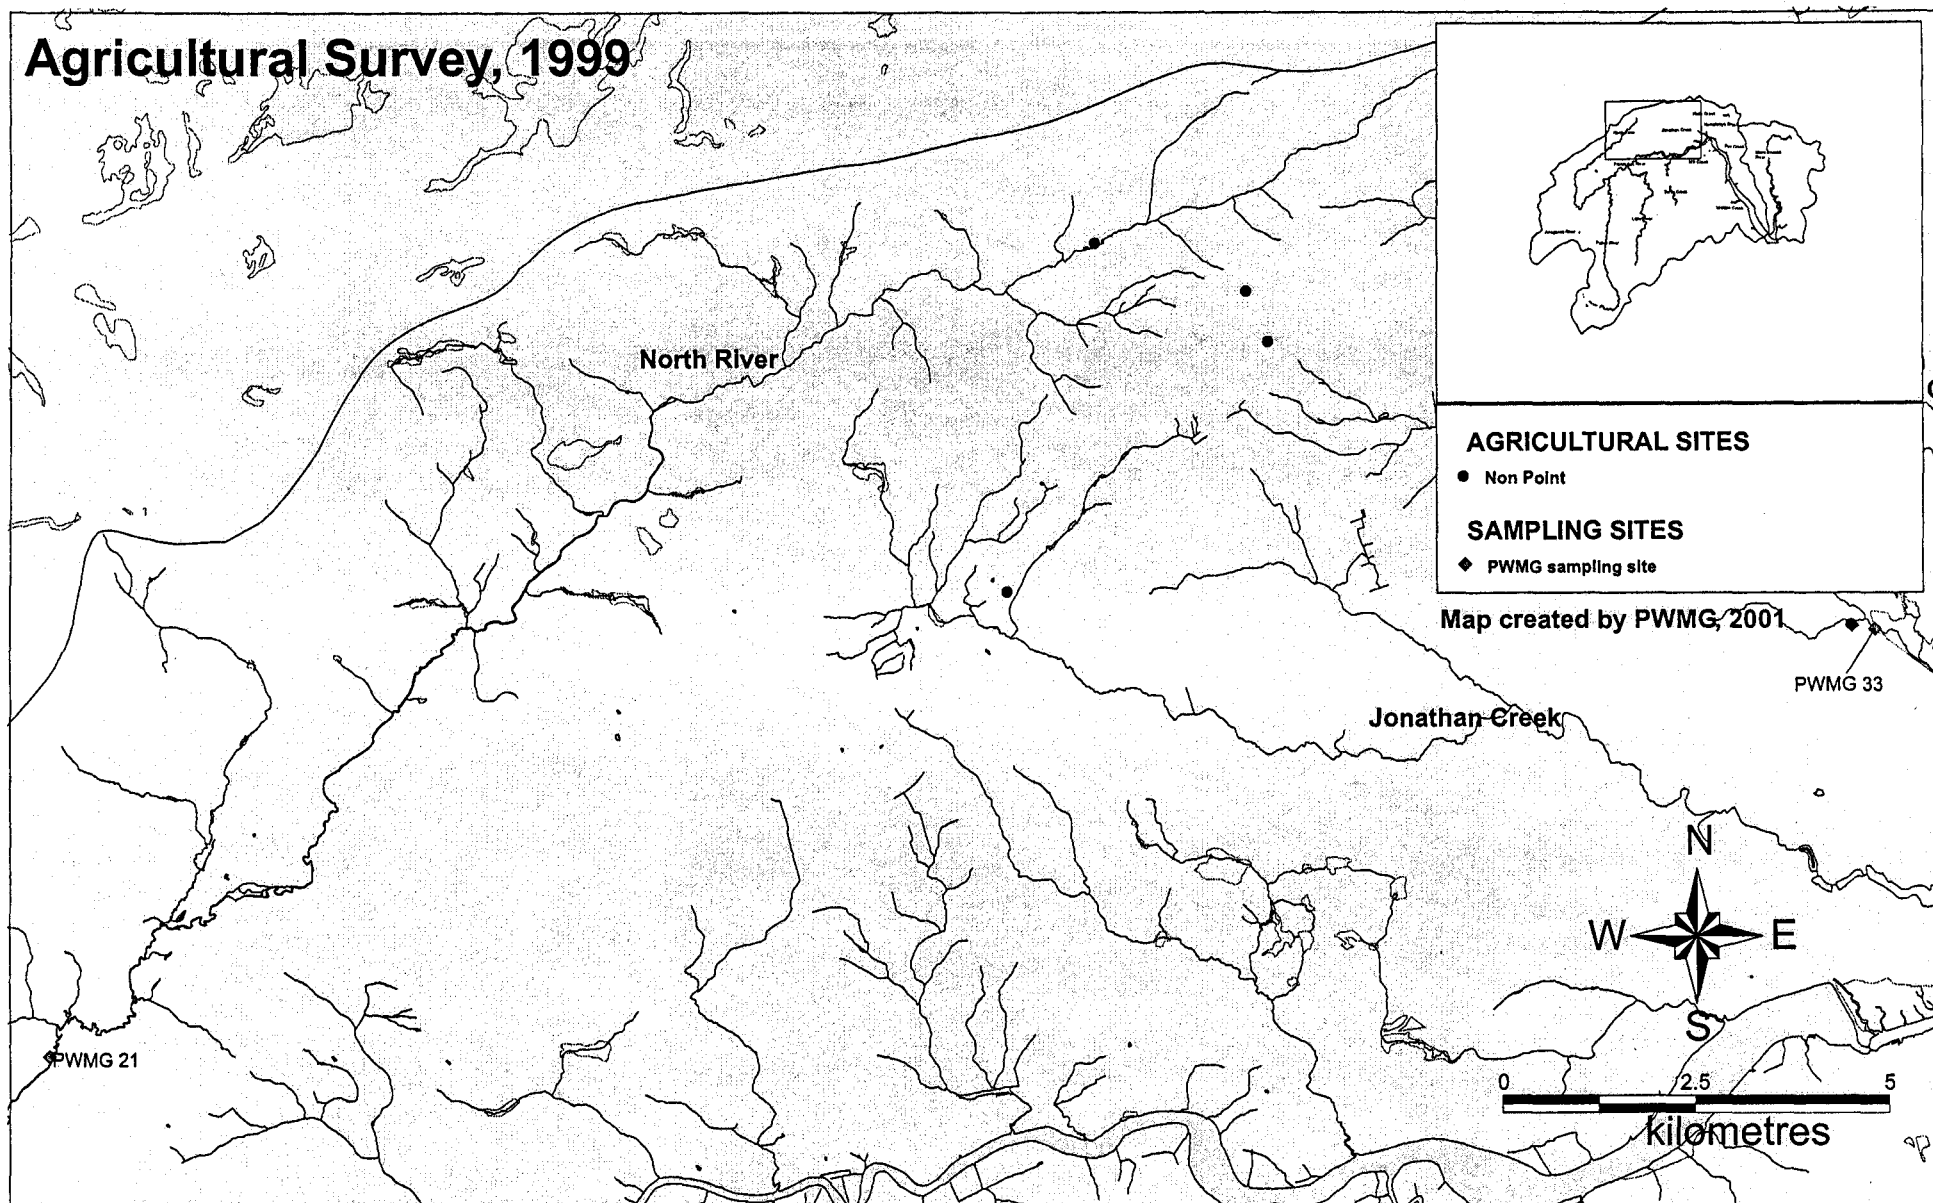 Agricultural Survey, 1999
North River
AGRICULTURAL SITES
Non Point
SAMPLING SITES
PWMG sampling site
Map created by PWMG, 2001
PWMG 33
Jonathan Creek
N
W E
S
PWMG 21
0 2.5 5
kilometres